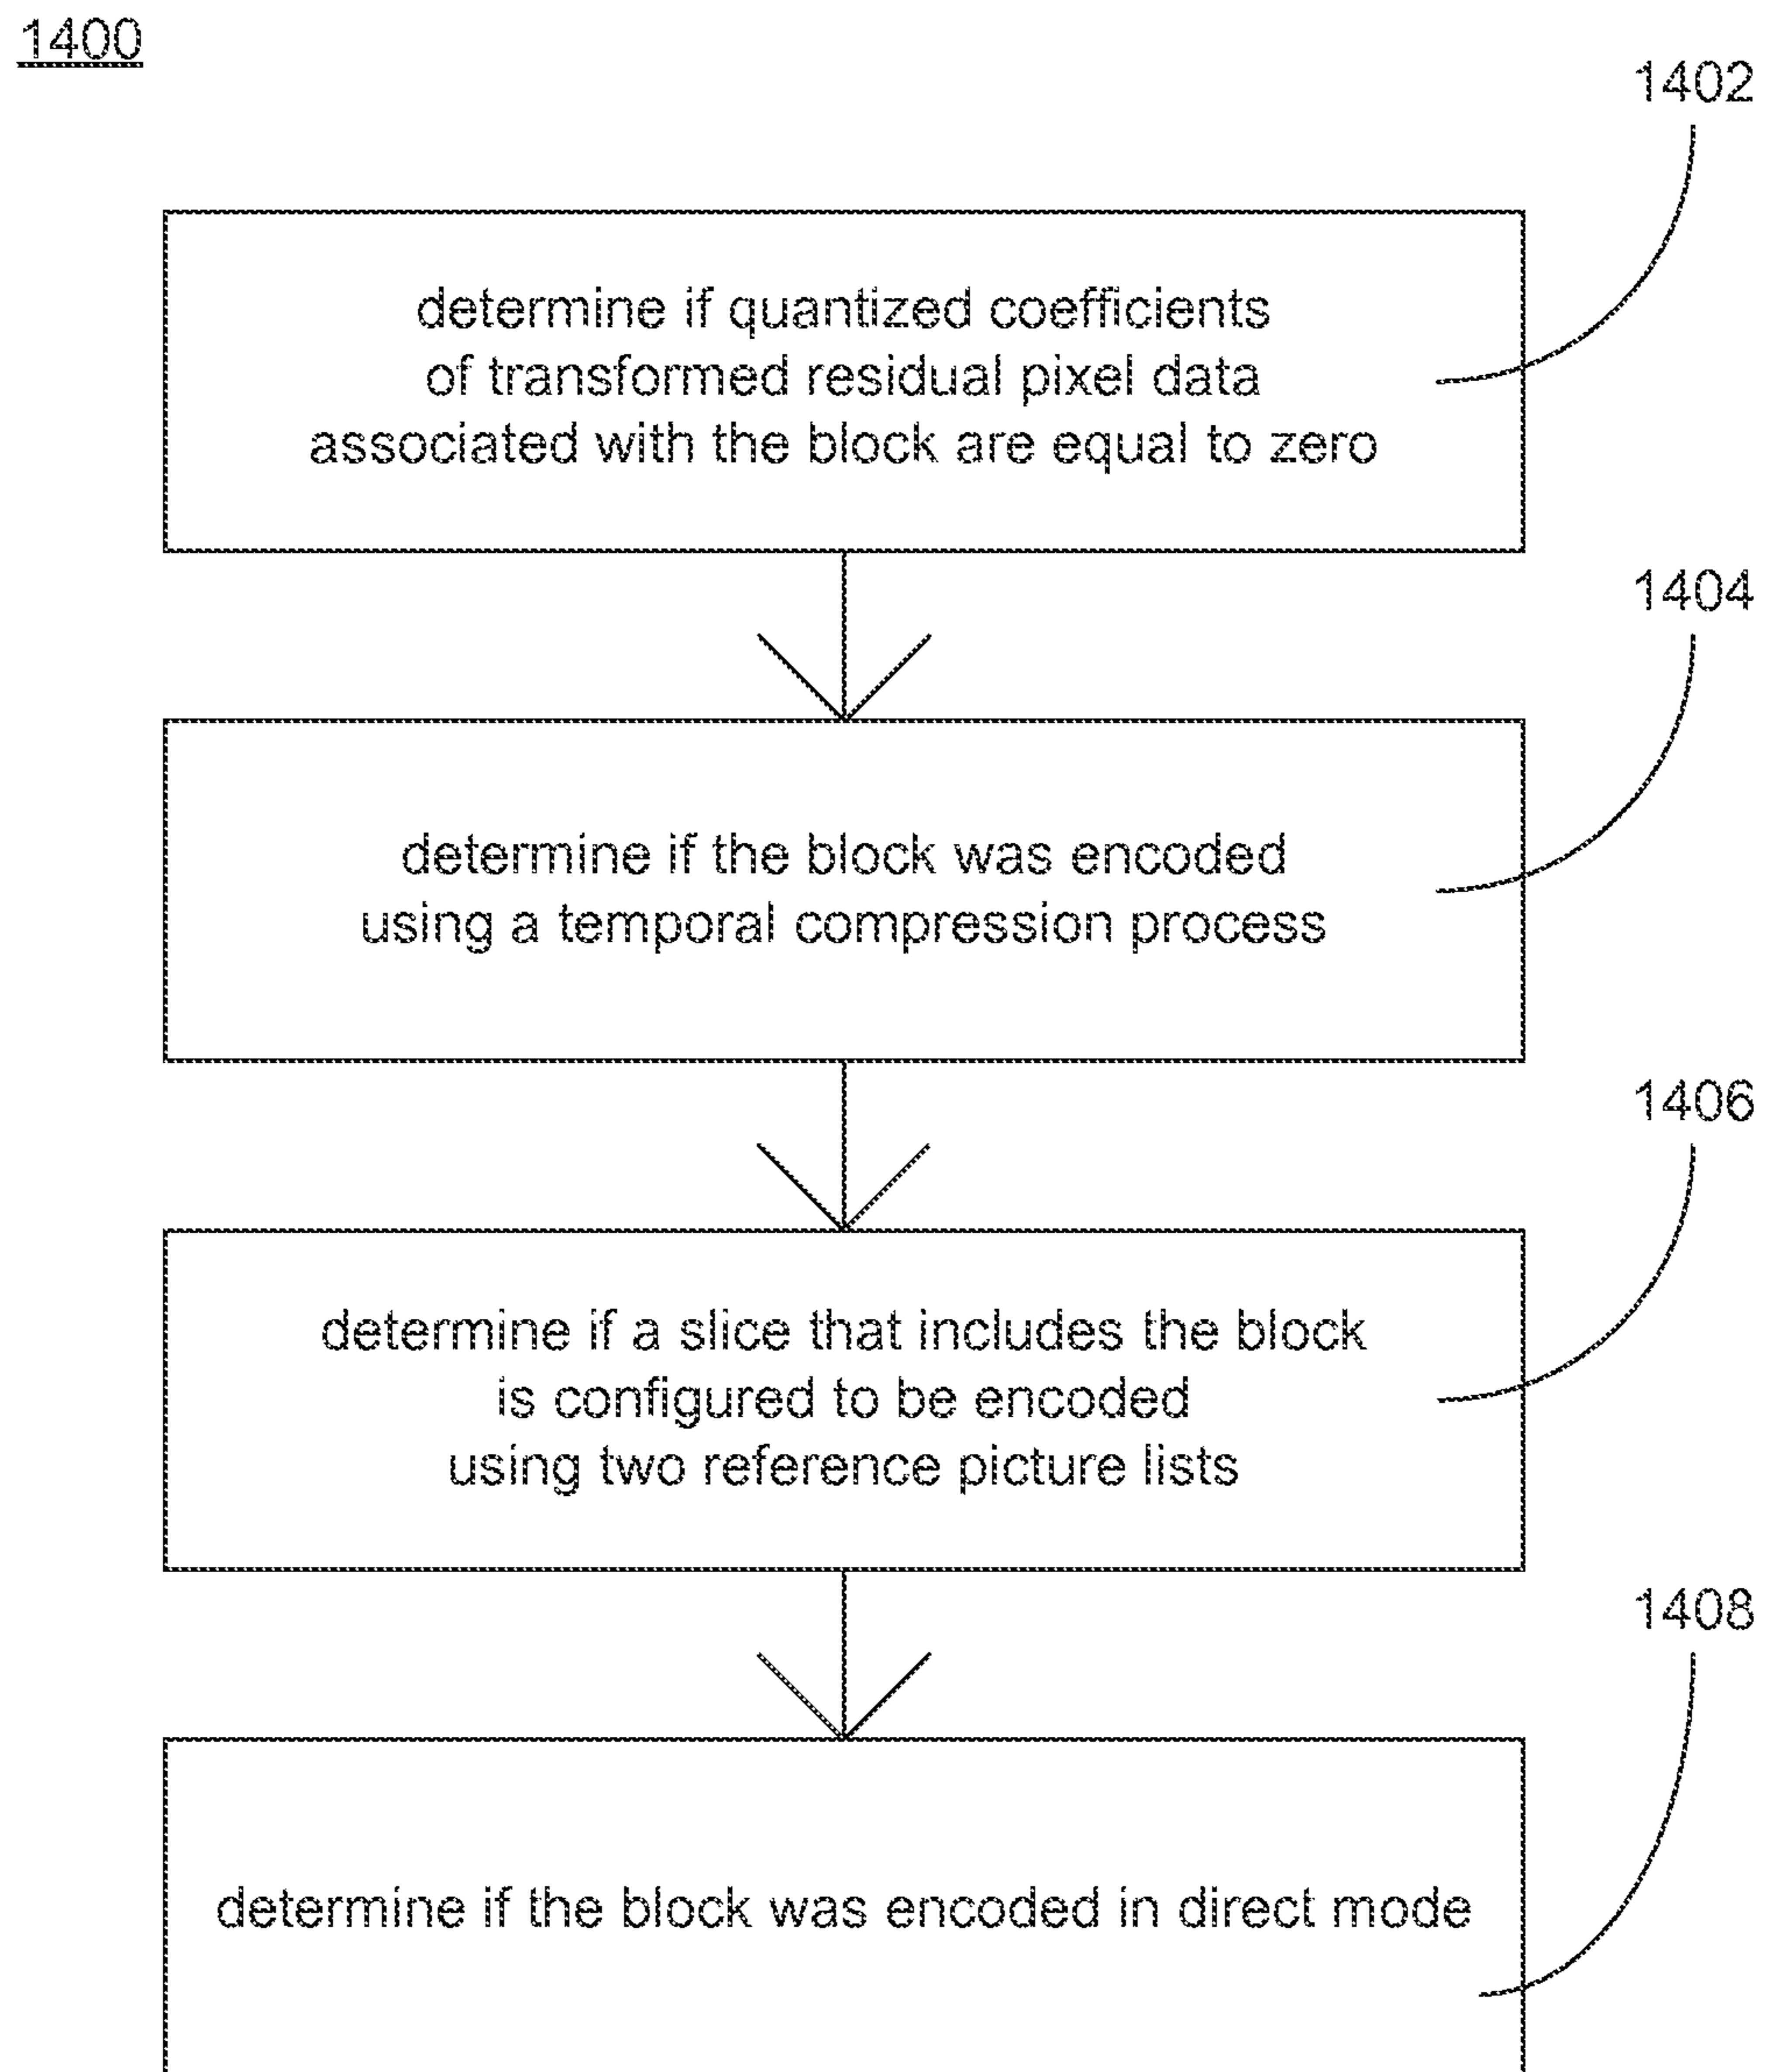 1400
1402
determine if quantized coefficients
of transformed residual pixel data
associated with the block are equal to zero
1404
determine if the block was encoded
using a temporal compression process
1406
determine if a slice that includes the block
is configured to be encoded
using two reference picture lists
1408
determine if the block was encoded in direct mode